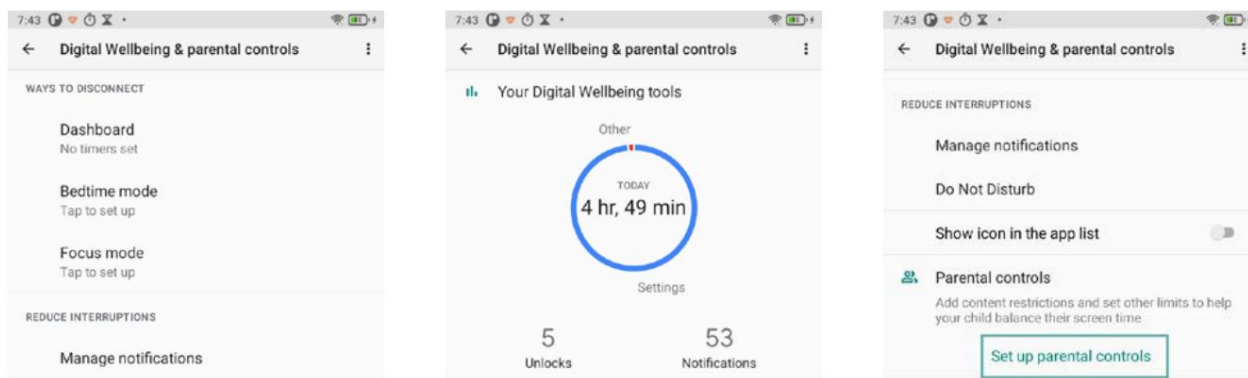 7:43
Digital Wellbeing & parental controls
WAYS TO DISCONNECT
Dashboard
No timers set
Bedtime mode
Tap to set up
Focus mode
Tap to set up
REDUCE INTERRUPTIONS
Manage notifications
7:43
Digital Wellbeing & parental controls
Your Digital Wellbeing tools
Other
TODAY
4 hr, 49 min
Settings
5
Unlocks
53
Notifications
7:43
Digital Wellbeing & parental controls
REDUCE INTERRUPTIONS
Manage notifications
Do Not Disturb
Show icon in the app list
Parental controls
Add content restrictions and set other limits to help
your child balance their screen time
Set up parental controls